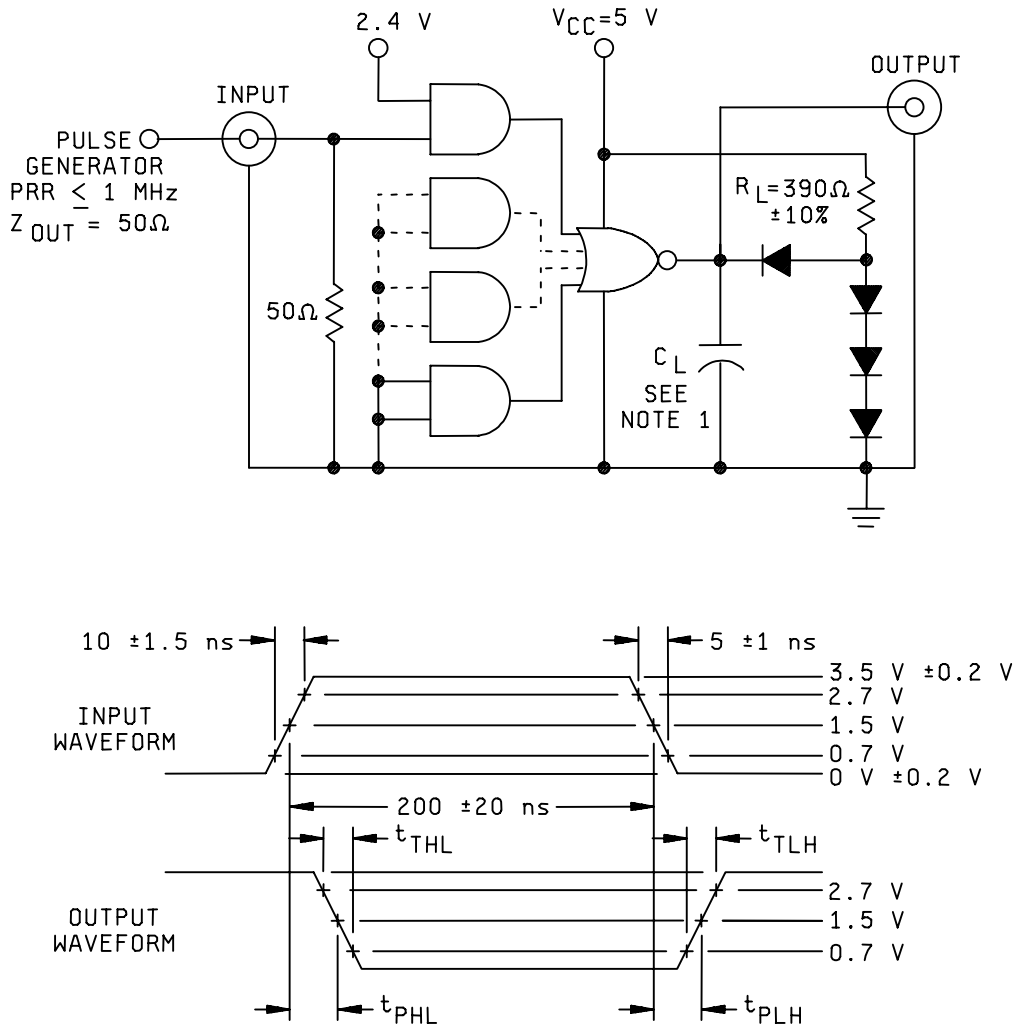 2.4 V
VCC=5 V
OUTPUT
INPUT
PULSE
GENERATOR
PRR ≤ 1 MHz
ZOUT = 50Ω
RL=390Ω
±10%
50Ω
CL
SEE
NOTE 1
10 ±1.5 ns
5 ±1 ns
3.5 V ±0.2 V
2.7 V
INPUT
WAVEFORM
1.5 V
0.7 V
0 V ±0.2 V
200 ±20 ns
tTHL
tTLH
2.7 V
OUTPUT
WAVEFORM
1.5 V
0.7 V
tPHL
tPLH